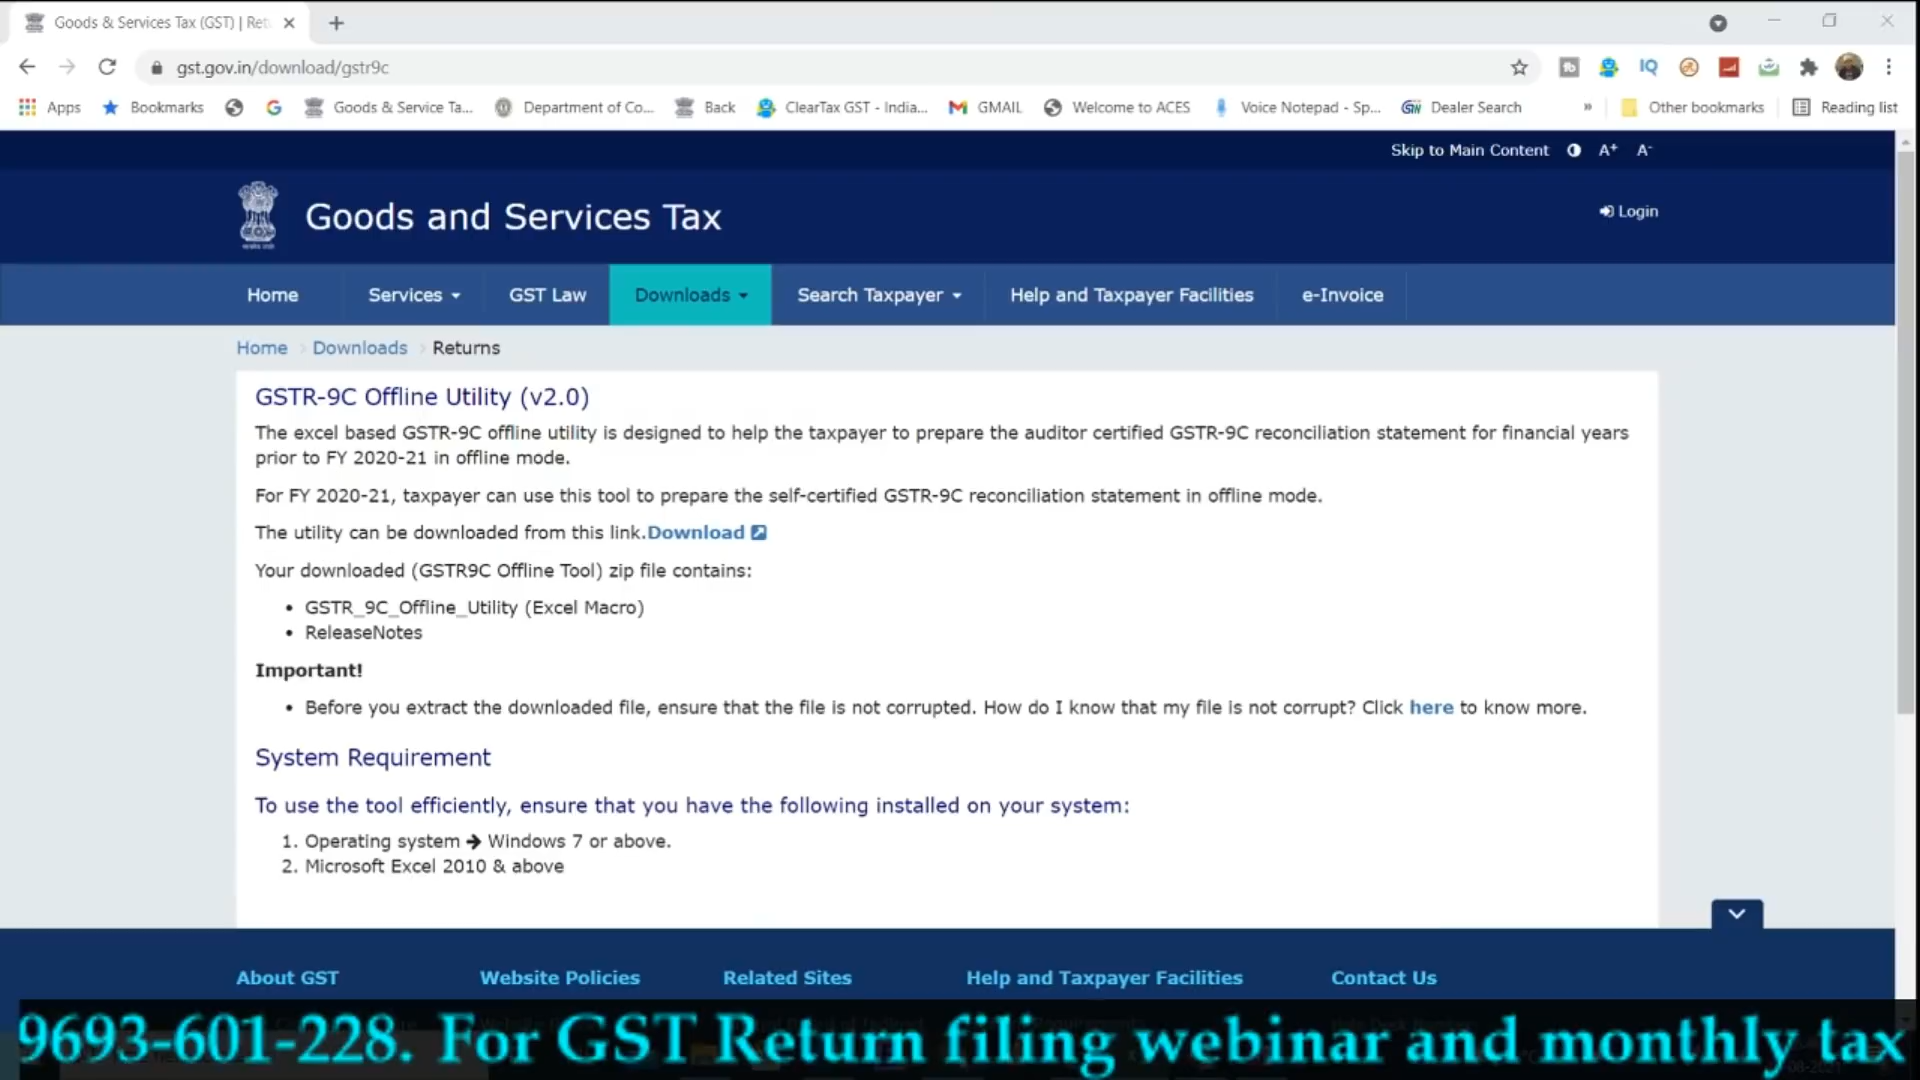 Goods & Services Tax (GST) | Ret
gst.gov.in/download/gstr9c
IQ
Apps Bookmarks Goods & Service Ta... Department of Co... Back ClearTax GST - India... GMAIL Welcome to ACES Voice Notepad - Sp... Dealer Search » Other bookmarks Reading list
Skip to Main Content A+ A-
Goods and Services Tax
Login
Home Services GST Law Downloads Search Taxpayer Help and Taxpayer Facilities e-Invoice
Home Downloads Returns
GSTR-9C Offline Utility (v2.0)
The excel based GSTR-9C offline utility is designed to help the taxpayer to prepare the auditor certified GSTR-9C reconciliation statement for financial years
prior to FY 2020-21 in offline mode.
For FY 2020-21, taxpayer can use this tool to prepare the self-certified GSTR-9C reconciliation statement in offline mode.
The utility can be downloaded from this link.Download
Your downloaded (GSTR9C Offline Tool) zip file contains:
• GSTR_9C_Offline_Utility (Excel Macro)
• ReleaseNotes
Important!
• Before you extract the downloaded file, ensure that the file is not corrupted. How do I know that my file is not corrupt? Click here to know more.
System Requirement
To use the tool efficiently, ensure that you have the following installed on your system:
1. Operating system → Windows 7 or above.
2. Microsoft Excel 2010 & above
About GST Website Policies Related Sites Help and Taxpayer Facilities Contact Us
9693-601-228. For GST Return filing webinar and monthly tax